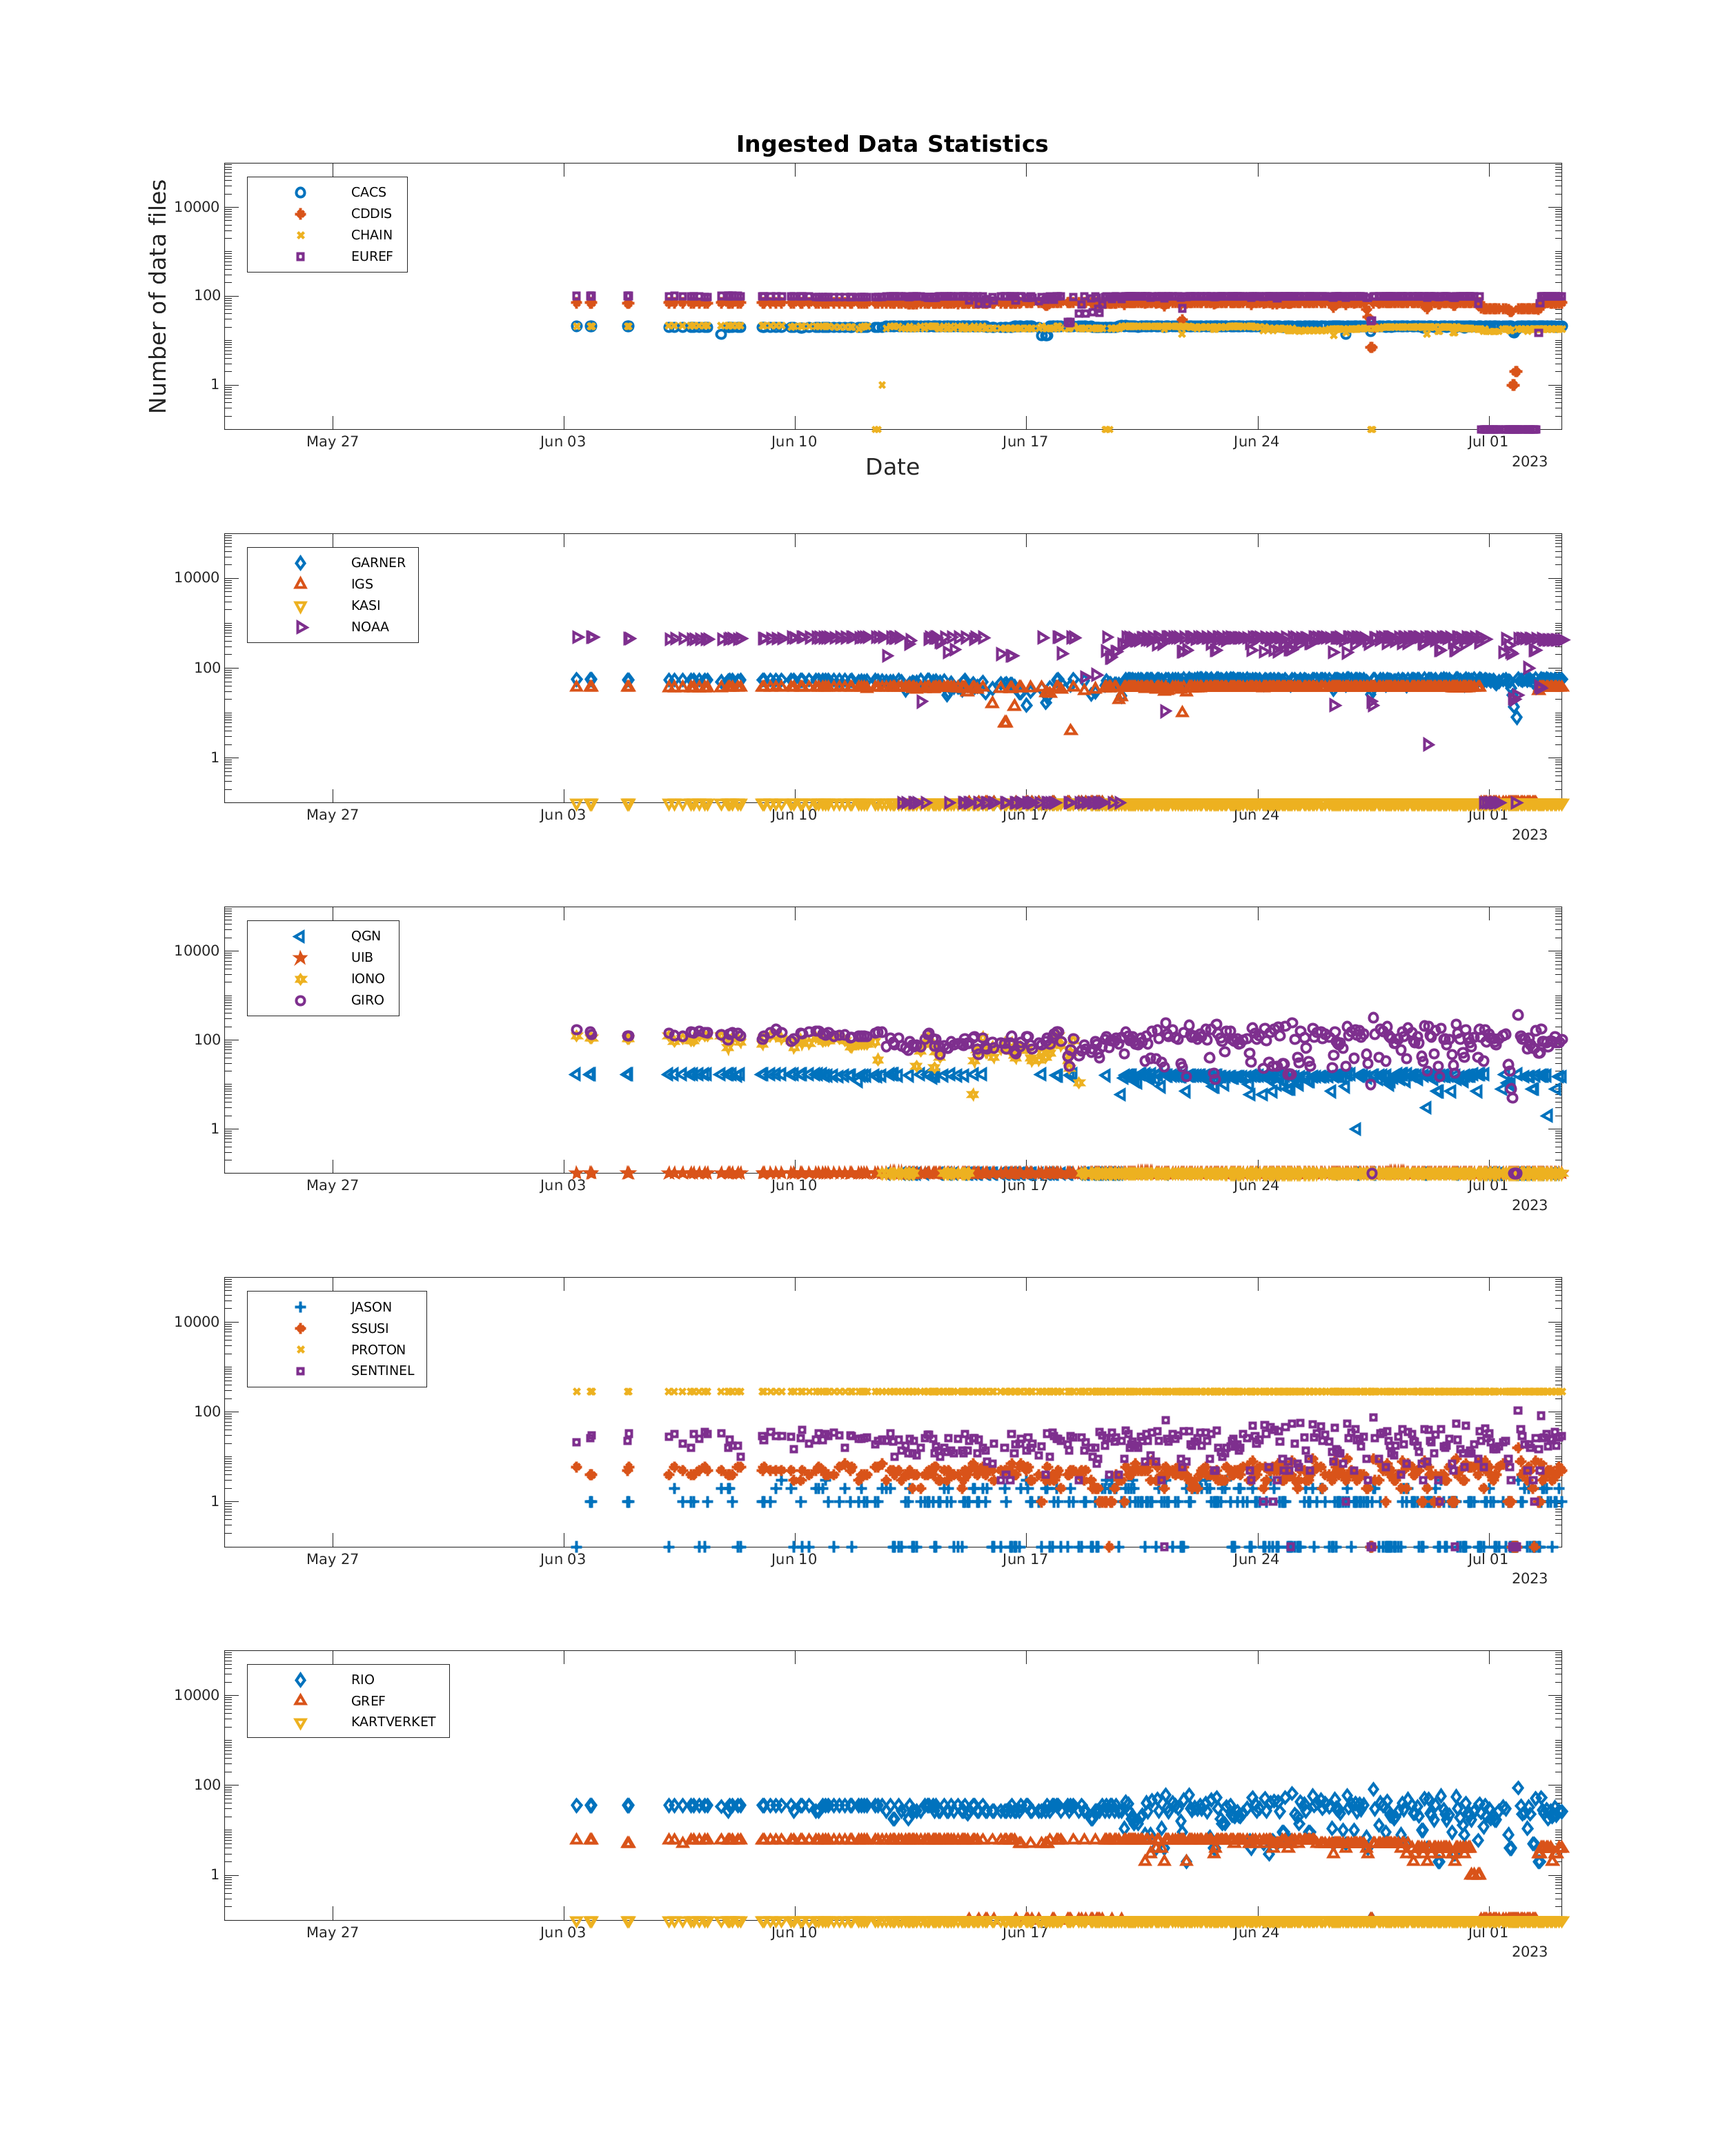 Ingested Data Statistics
Number of data files
CACS
CDDIS
CHAIN
EUREF
10000
100
1
May 27 Jun 03 Jun 10 Jun 17 Jun 24 Jul 01
2023
Date
GARNER
IGS
KASI
NOAA
10000
100
1
May 27 Jun 03 Jun 10 Jun 17 Jun 24 Jul 01
2023
QGN
UIB
IONO
GIRO
10000
100
1
May 27 Jun 03 Jun 10 Jun 17 Jun 24 Jul 01
2023
JASON
SSUSI
PROTON
SENTINEL
10000
100
1
May 27 Jun 03 Jun 10 Jun 17 Jun 24 Jul 01
2023
RIO
GREF
KARTVERKET
10000
100
1
May 27 Jun 03 Jun 10 Jun 17 Jun 24 Jul 01
2023